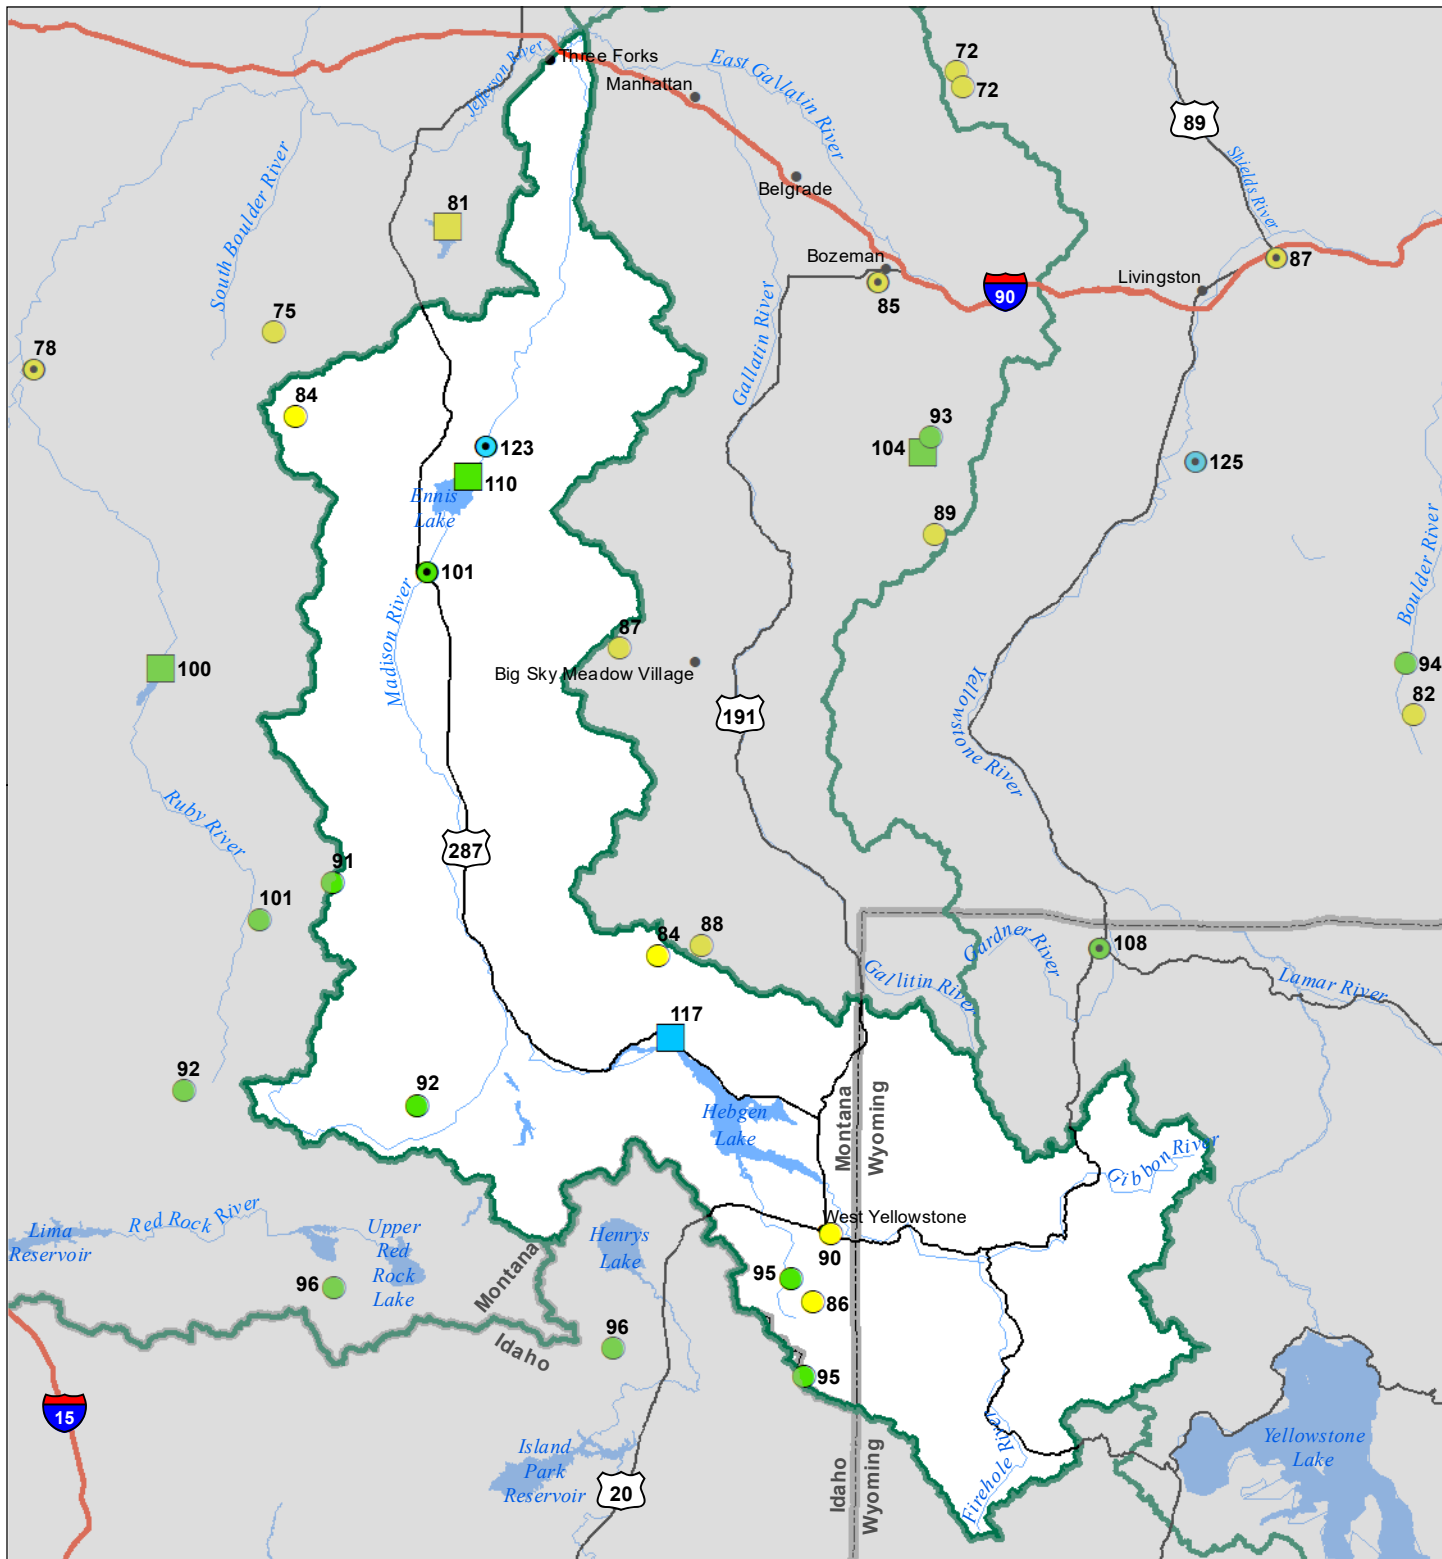 Three Forks
Jefferson River
Manhattan
East Gallatin River
72
72
89
Shields River
Belgrade
South Boulder River
81
Bozeman
85
90
Livingston
87
Gallatin River
75
78
84
123
110
Ennis
Lake
93
104
125
89
Boulder River
101
Madison River
87
Big Sky Meadow Village
100
191
94
82
Yellowstone River
Ruby River
287
91
101
84
88
Gallitin River
Gardner River
108
Lamar River
117
92
92
Hebgen
Lake
Montana
Wyoming
Gibbon River
Lima
Reservoir
Red Rock River
Upper
Red
Rock
Lake
Henrys
Lake
West Yellowstone
90
95
86
96
Montana
Idaho
96
95
15
Island
Park
Reservoir
20
Idaho
Wyoming
Firehole River
Yellowstone
Lake